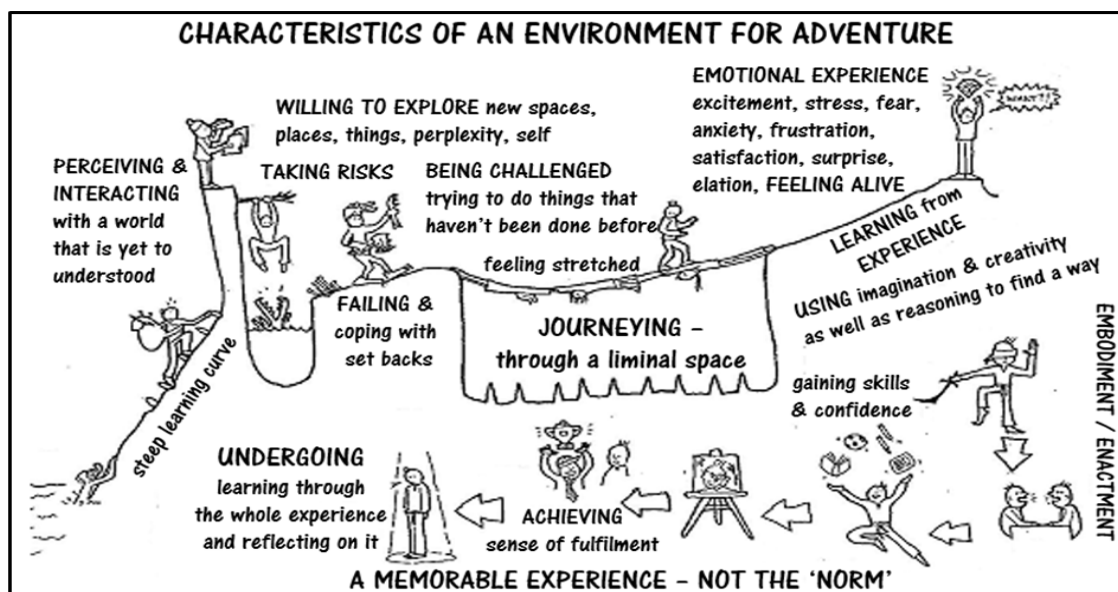 CHARACTERISTICS OF AN ENVIRONMENT FOR ADVENTURE
WILLING TO EXPLORE new spaces,
places, things, perplexity, self
EMOTIONAL EXPERIENCE
excitement, stress, fear,
anxiety, frustration,
satisfaction, surprise,
elation, FEELING ALIVE
PERCEIVING &
INTERACTING
with a world
that is yet to
understood
TAKING RISKS
BEING CHALLENGED
trying to do things that
haven't been done before
feeling stretched
LEARNING from
EXPERIENCE
FAILING &
coping with
set backs
JOURNEYING –
through a liminal space
USING imagination & creativity
as well as reasoning to find a way
steep learning curve
gaining skills
& confidence
EMBODIMENT / ENACTMENT
UNDERGOING
learning through
the whole experience
and reflecting on it
ACHIEVING
sense of fulfilment
A MEMORABLE EXPERIENCE – NOT THE 'NORM'